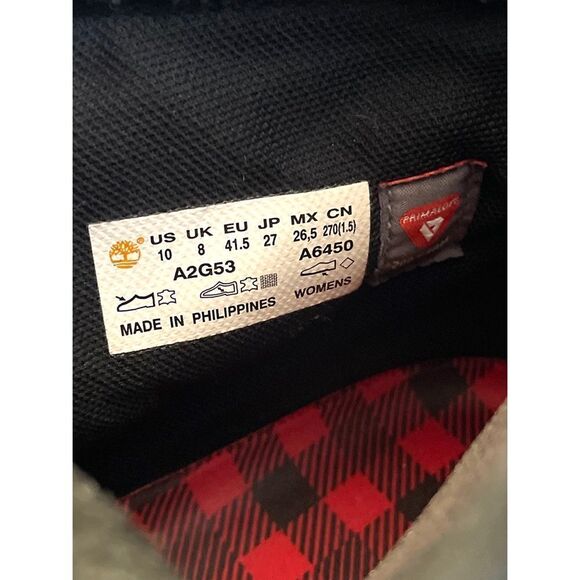 US UK EU JP MX CN
10 8 41.5 27 26,5 270(1.5)
A2G53 A6450
WOMENS
MADE IN PHILIPPINES
PRIMALOFT